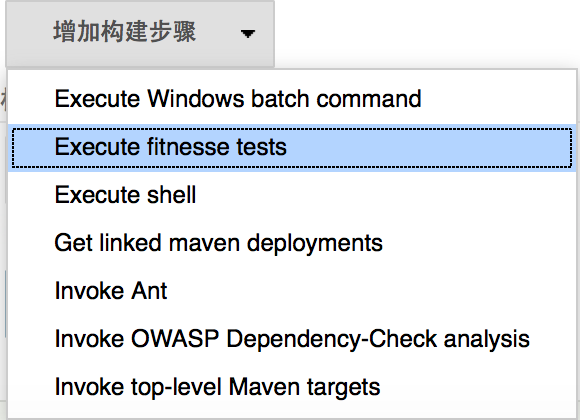 增加构建步骤
Execute Windows batch command
Execute fitnesse tests
Execute shell
Get linked maven deployments
Invoke Ant
Invoke OWASP Dependency-Check analysis
Invoke top-level Maven targets